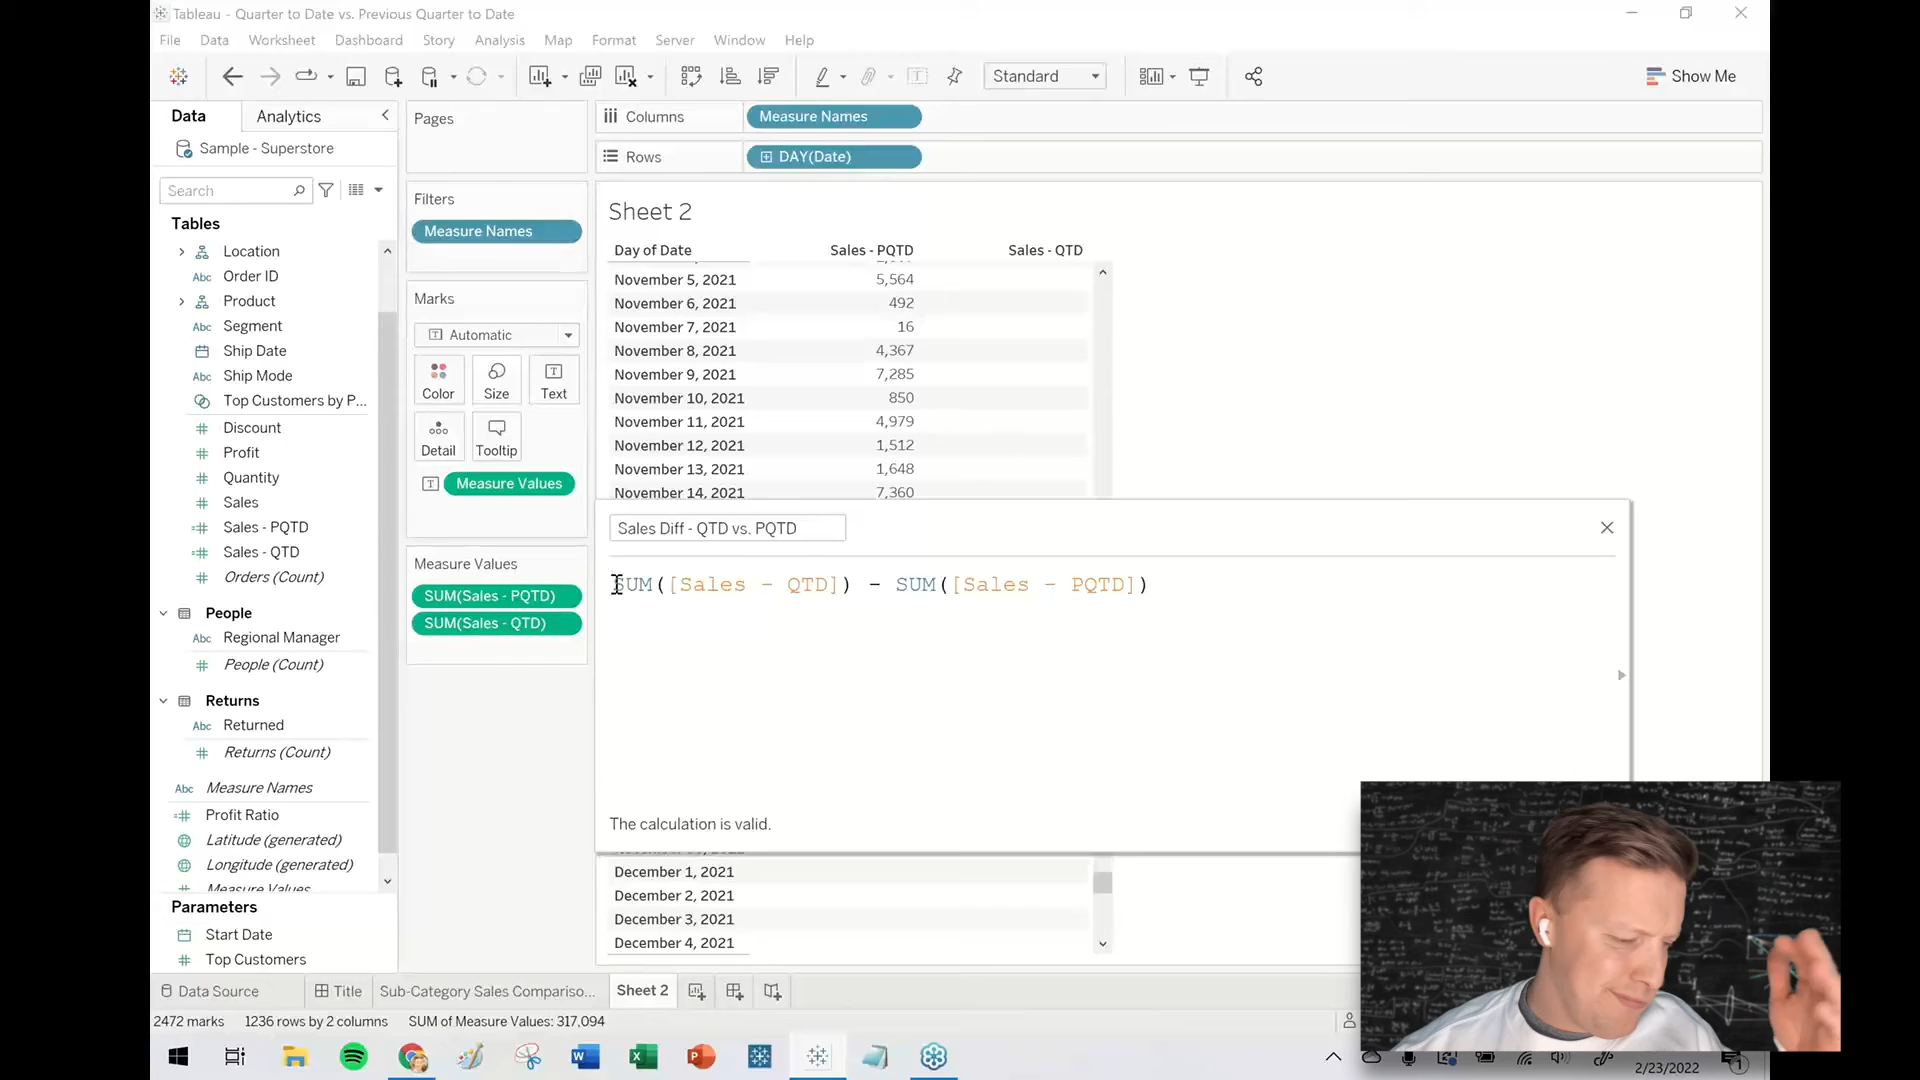 Tableau - Quarter to Date vs. Previous Quarter to Date
File Data Worksheet Dashboard Story Analysis Map Format Server Window Help
Standard
Show Me
Data Analytics
Sample - Superstore
Search
Tables
Location
Abc Order ID
Product
Abc Segment
Ship Date
Abc Ship Mode
Top Customers by P...
Discount
Profit
Quantity
Sales
Sales - PQTD
Sales - QTD
Orders (Count)
People
Abc Regional Manager
People (Count)
Returns
Abc Returned
Returns (Count)
Abc Measure Names
Profit Ratio
Latitude (generated)
Longitude (generated)
Measure Values
Parameters
Start Date
Top Customers
Pages
Filters
Measure Names
Marks
Automatic
Color Size Text
Detail Tooltip
Measure Values
Measure Values
SUM(Sales - PQTD)
SUM(Sales - QTD)
Columns Measure Names
Rows DAY(Date)
Sheet 2
Day of Date Sales - PQTD Sales - QTD
November 5, 2021 5,564
November 6, 2021 492
November 7, 2021 16
November 8, 2021 4,367
November 9, 2021 7,285
November 10, 2021 850
November 11, 2021 4,979
November 12, 2021 1,512
November 13, 2021 1,648
November 14, 2021 7,360
Sales Diff - QTD vs. PQTD
SUM([Sales - QTD]) - SUM([Sales - PQTD])
The calculation is valid.
December 1, 2021
December 2, 2021
December 3, 2021
December 4, 2021
Data Source Title Sub-Category Sales Compariso... Sheet 2
2472 marks 1236 rows by 2 columns SUM of Measure Values: 317,094
2/23/2022
1